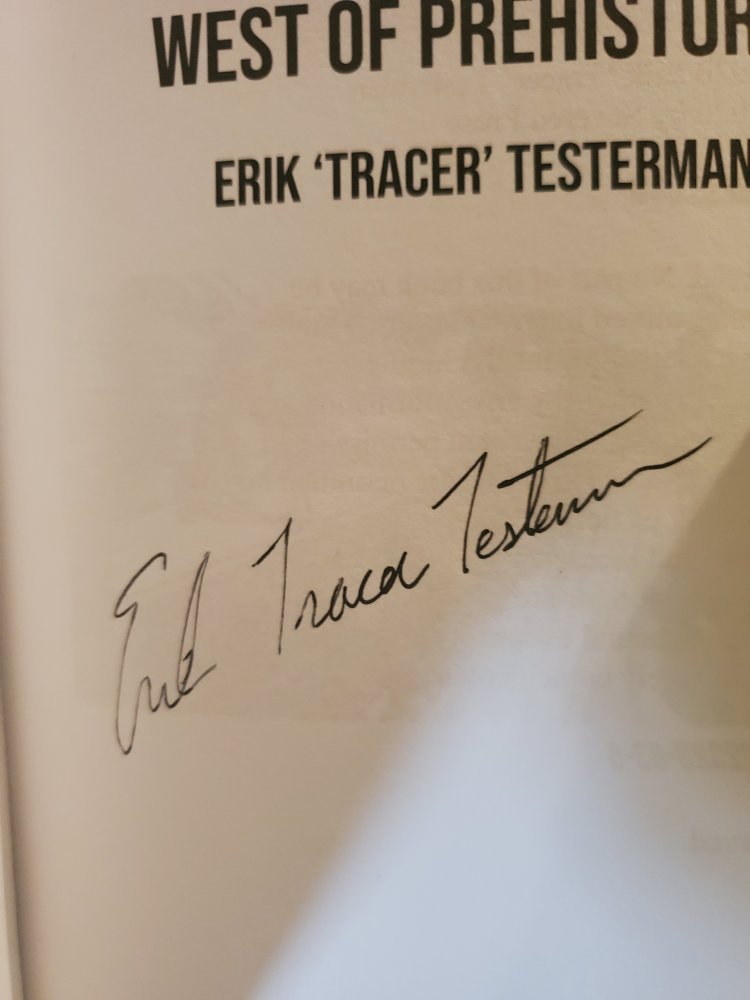 WEST OF PREHISTOR
ERIK ‘TRACER’ TESTERMAN
Erik Tracer Testerman